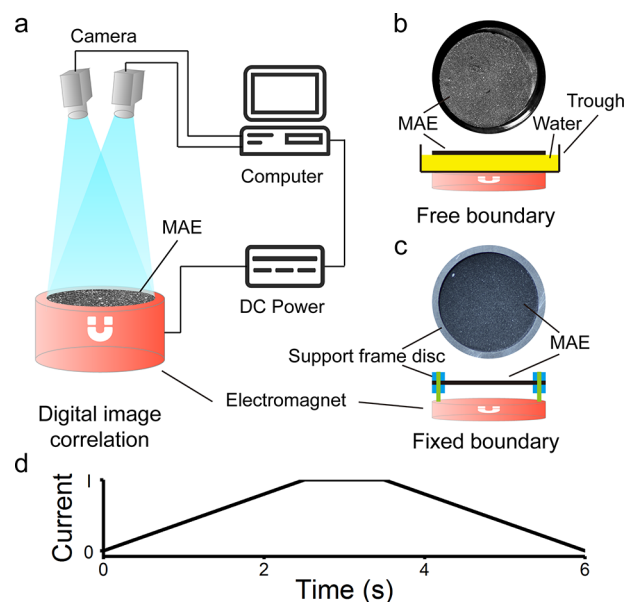 a
Camera
Computer
MAE
DC Power
Electromagnet
Digital image
correlation
b
MAE
Water
Trough
Free boundary
c
Support frame disc
MAE
Fixed boundary
d
Current
I
0
0
2
4
6
Time (s)